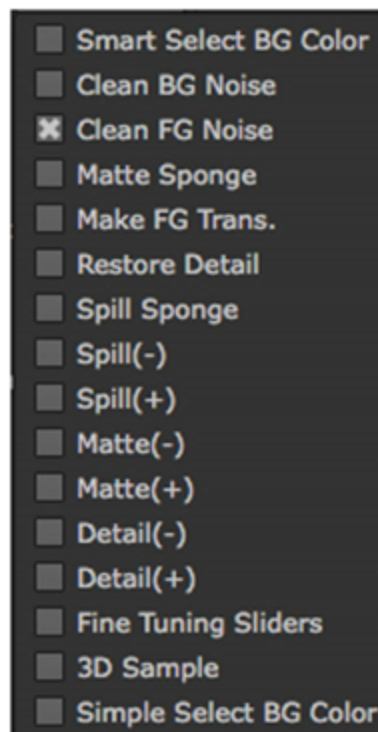 Smart Select BG Color
Clean BG Noise
Clean FG Noise
Matte Sponge
Make FG Trans.
Restore Detail
Spill Sponge
Spill(-)
Spill(+)
Matte(-)
Matte(+)
Detail(-)
Detail(+)
Fine Tuning Sliders
3D Sample
Simple Select BG Color